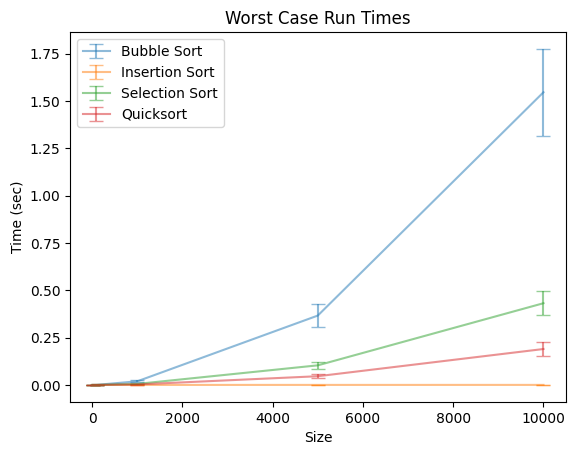 Worst Case Run Times
Bubble Sort
Insertion Sort
Selection Sort
Quicksort
Time (sec)
1.75
1.50
1.25
1.00
0.75
0.50
0.25
0.00
0 2000 4000 6000 8000 10000
Size